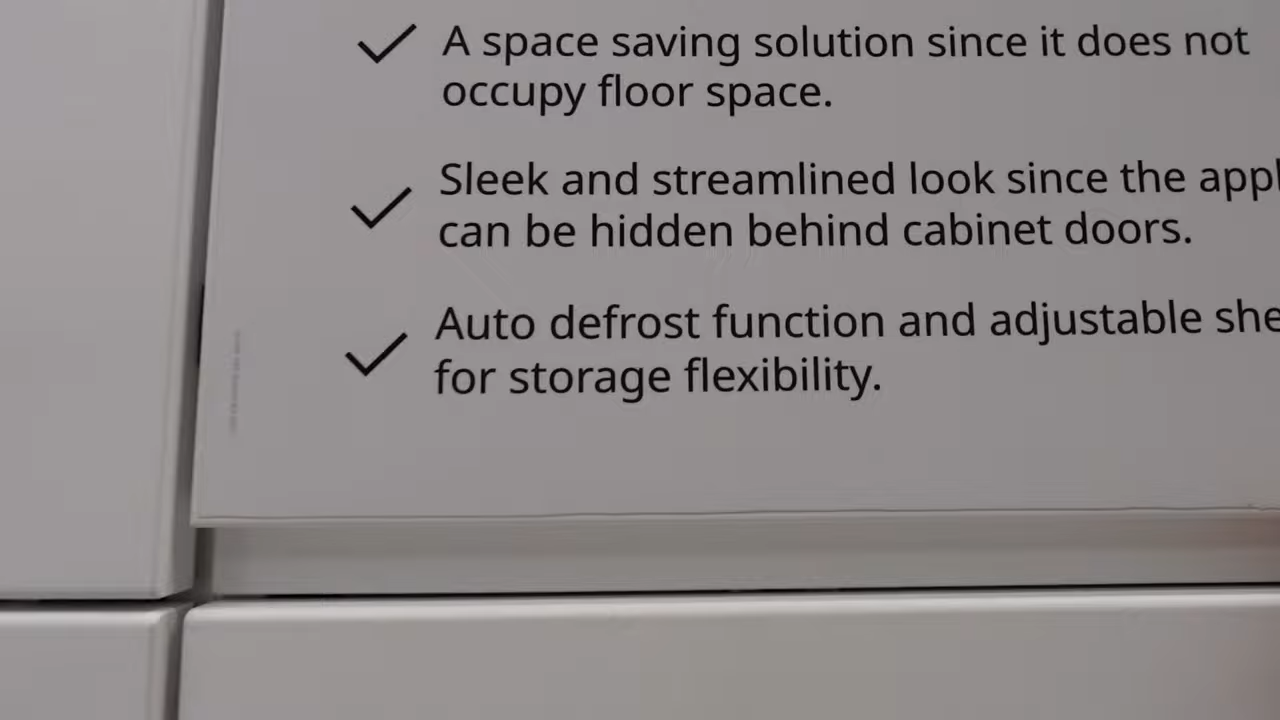 A space saving solution since it does not
occupy floor space.
Sleek and streamlined look since the
can be hidden behind cabinet doors.
Auto defrost function and adjustable
for storage flexibility.